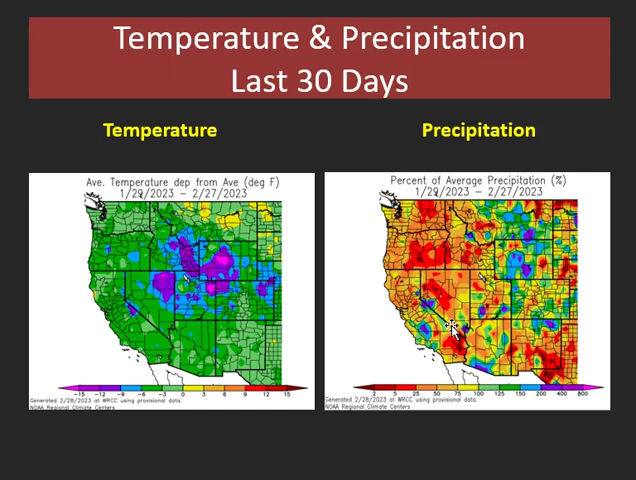 Temperature & Precipitation
Last 30 Days
Temperature
Precipitation
Ave. Temperature dep from Ave (deg F)
1/29/2023 – 2/27/2023
-15 -12 -9 -6 -3 0 3 6 9 12 15
Generated 2/28/2023 at WRCC using provisional data.
NOAA Regional Climate Centers
Percent of Average Precipitation (%)
1/29/2023 – 2/27/2023
2 5 25 50 75 100 125 150 200 400 800
Generated 2/28/2023 at WRCC using provisional data.
NOAA Regional Climate Centers